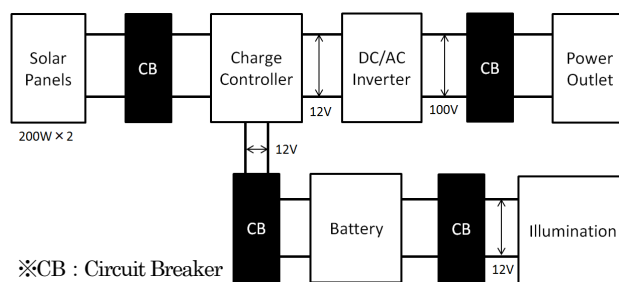 Solar
Panels
CB
Charge
Controller
12V
DC/AC
Inverter
100V
CB
Power
Outlet
200W×2
12V
CB
Battery
CB
12V
Illumination
※CB : Circuit Breaker